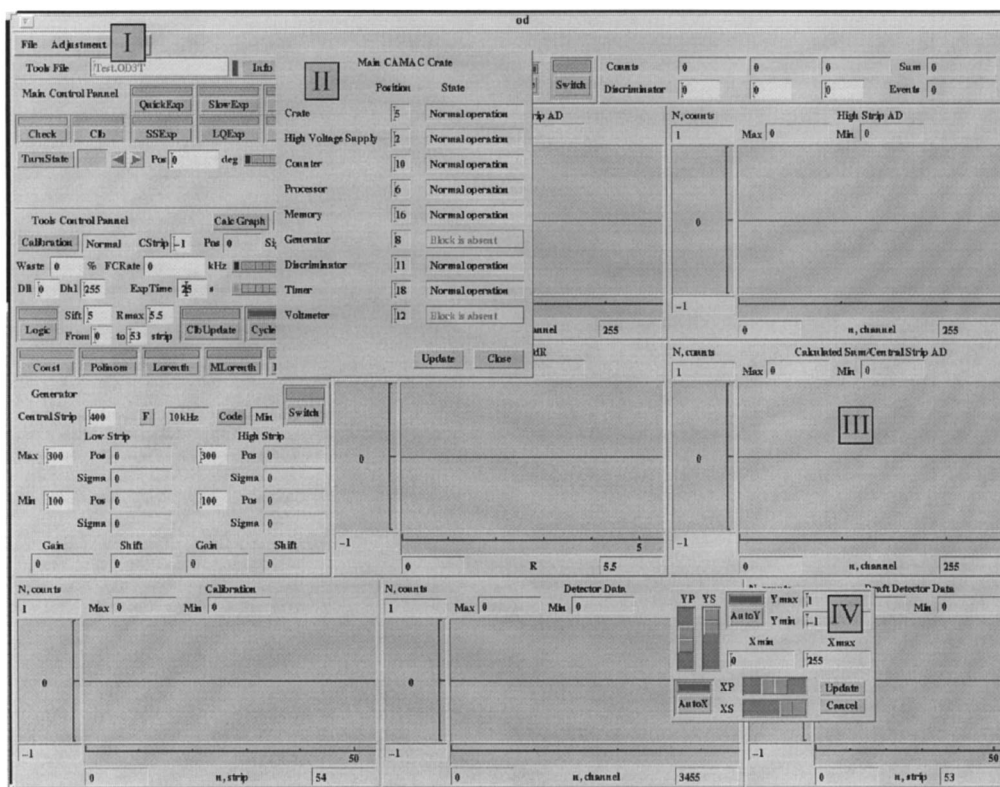 od
File Adjustment I
Tools File Test.OD3T Info
Main Control Pannel
QuickExp SlowExp
Check Clb SSExp LQExp
TurnState Pos 0 deg
Tools Control Pannel Calc Graph
Calibration Normal CStrip -1 Pos 0
Waste 0 % FCRate 0 kHz
Dll 0 Dhl 255 ExpTime 25 s
Logic Sift 5 Rmax 5.5 ClbUpdate Cycle
From 0 to 53 strip
Const Polinom Lorenth MLorenth
Generator
Central Strip 400 F 10kHz Code Min Switch
Low Strip High Strip
Max 300 Pos 0 300 Pos 0
Sigma 0 Sigma 0
Min 100 Pos 0 100 Pos 0
Sigma 0 Sigma 0
Gain Shift Gain Shift
0 0 0 0
II
Main CAMAC Crate
Position State
Crate 5 Normal operation
High Voltage Supply 2 Normal operation
Counter 10 Normal operation
Processor 6 Normal operation
Memory 16 Normal operation
Generator 8 Block is absent
Discriminator 11 Normal operation
Timer 18 Normal operation
Voltmeter 12 Block is absent
Update Close
Switch
Counts 0 0 0 Sum 0
Discriminator 0 0 0 Events 0
rip AD
255
N, counts High Strip AD
1 Max 0 Min 0
0
-1
0 n, channel 255
0
-1
5
0 R 5.5
N, counts Calculated Sum/Central Strip AD
1 Max 0 Min 0
III
0
-1
0 n, channel 255
N, counts Calibration
1 Max 0 Min 0
0
-1
50
0 n, strip 54
N, counts Detector Data
1 Max 0 Min 0
0
-1
0 n, channel 3455
raft Detector Data
Min 0
-1
50
0 n, strip 53
YP YS
AutoY Ymax 1
Ymin -1
IV
Xmin Xmax
0 255
AutoX XP Update
XS Cancel